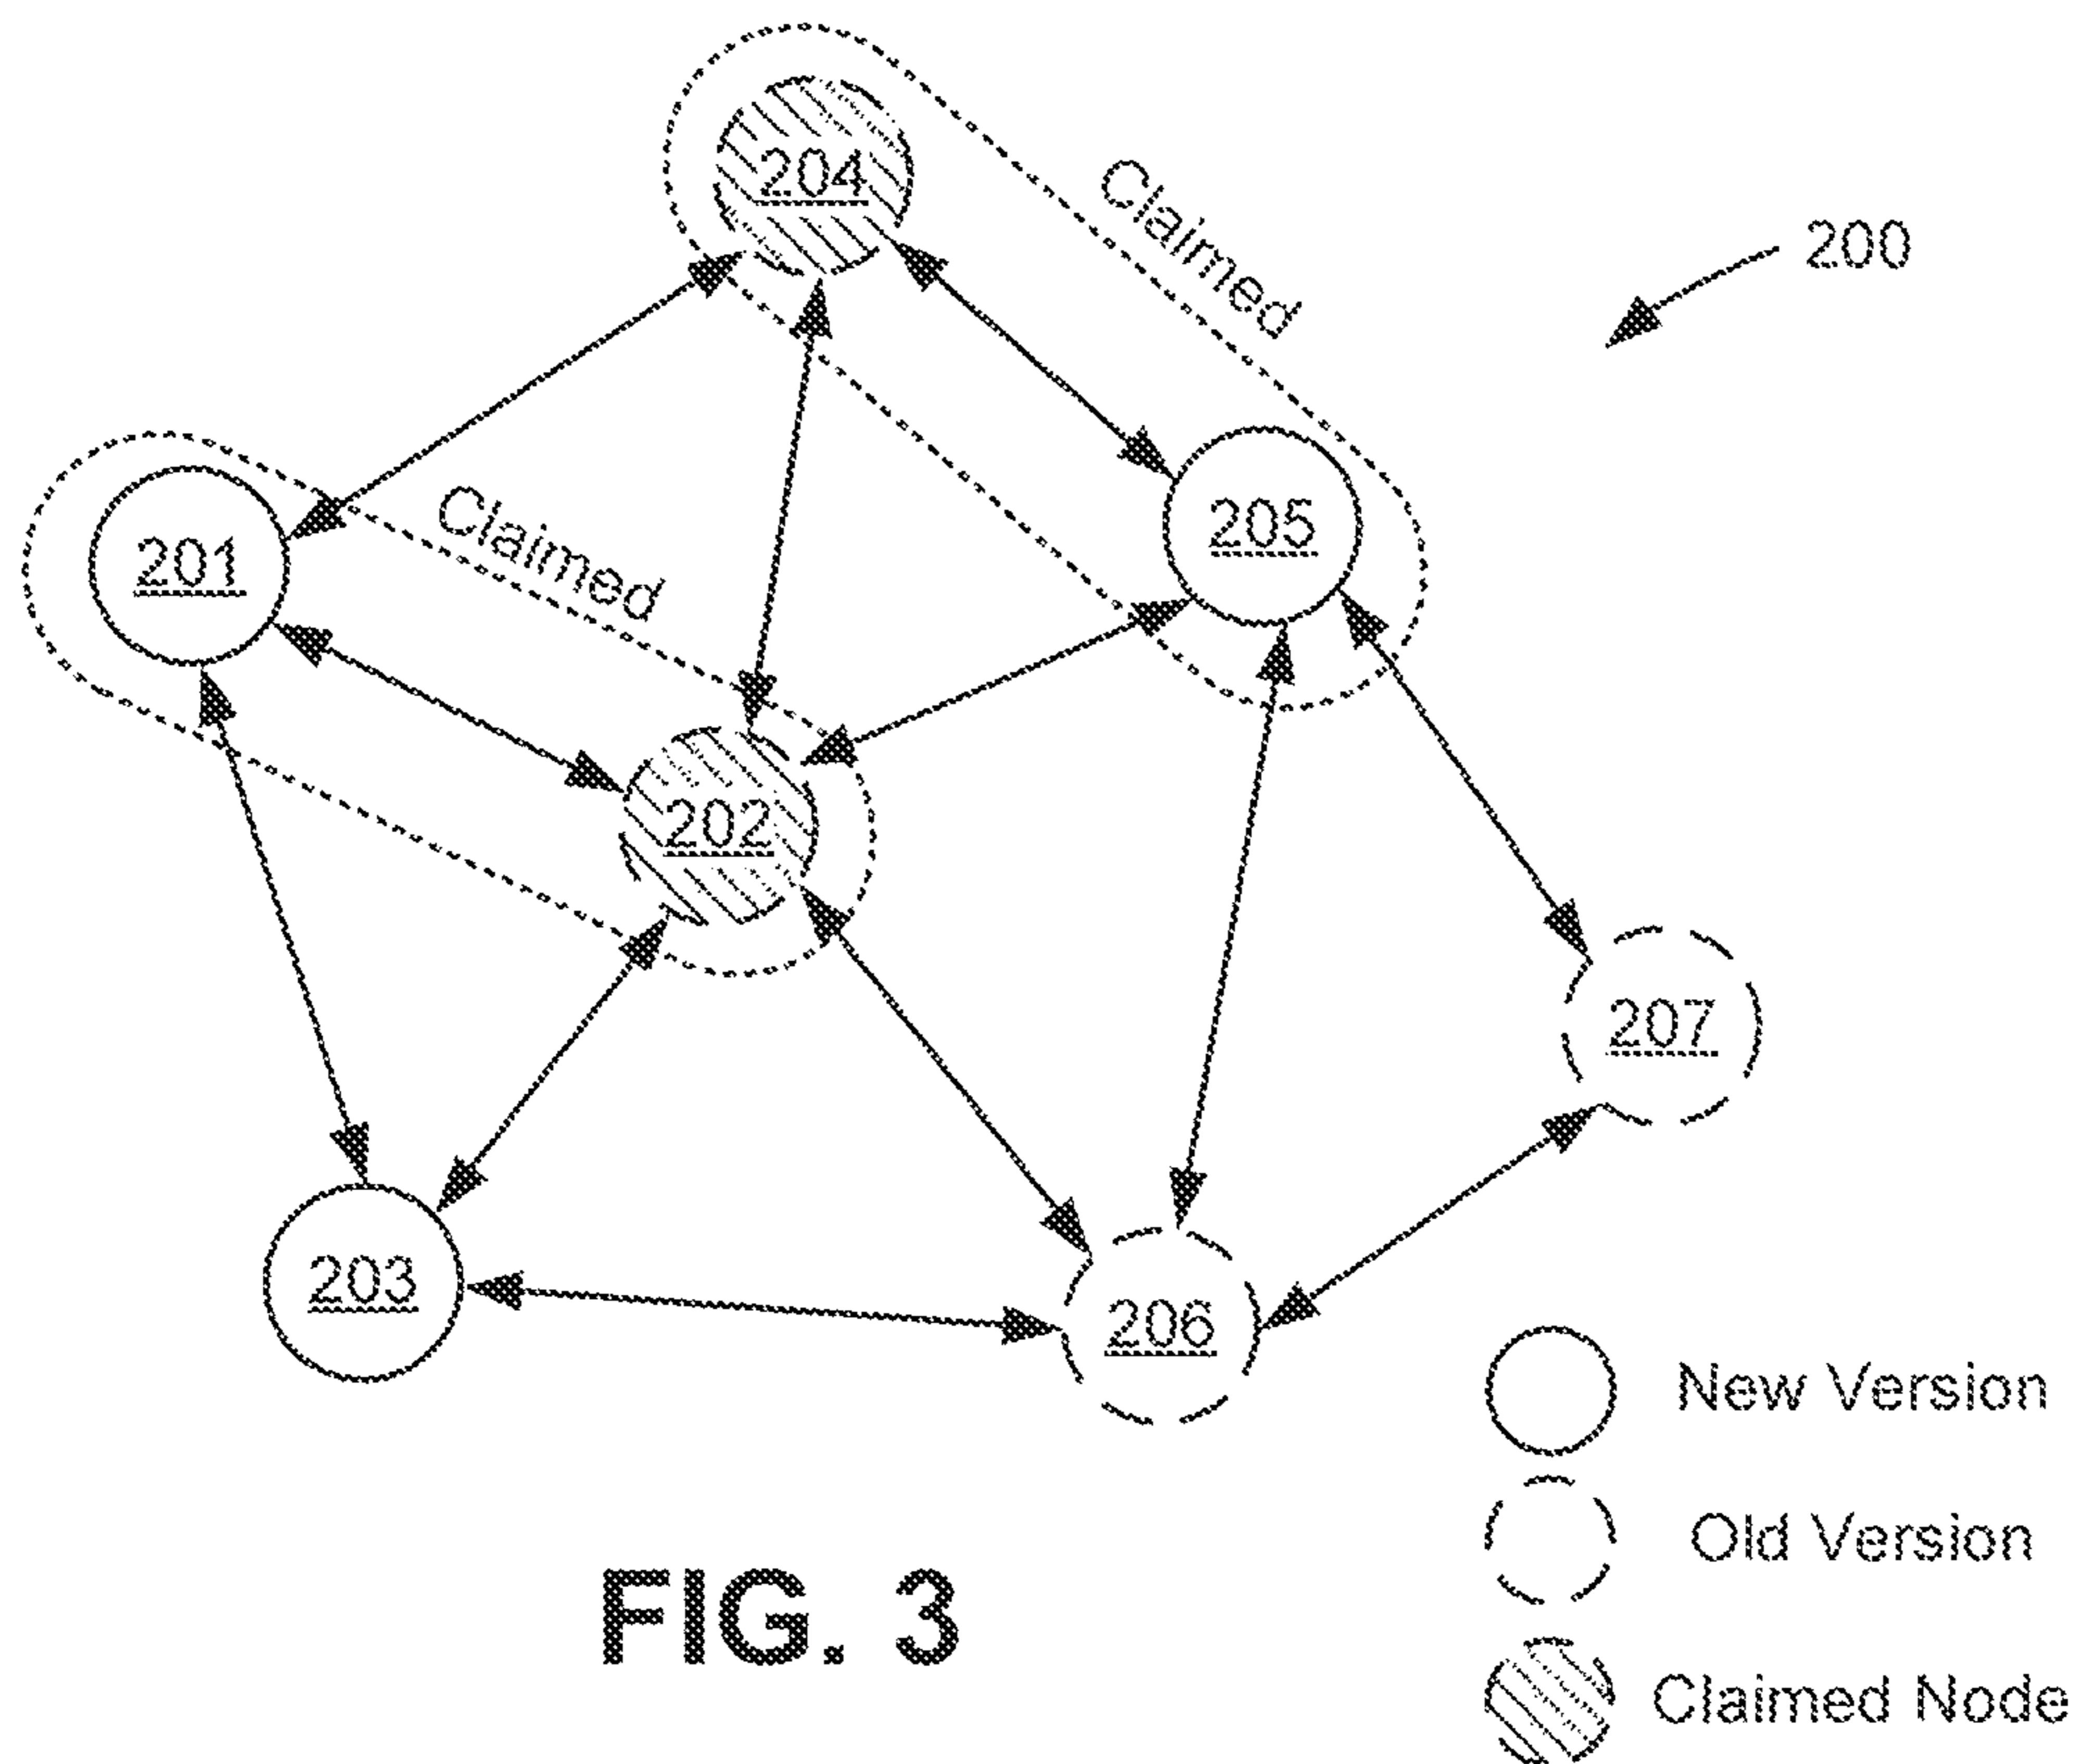 204
Claimed
200
205
Claimed
201
202
207
203
206
New Version
Old Version
Claimed Node
FIG. 3